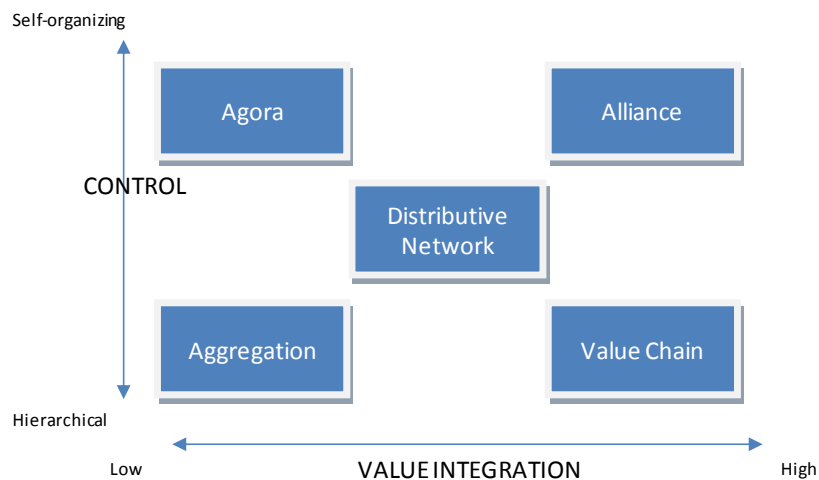 Self-organizing
Agora
Alliance
CONTROL
Distributive
Network
Aggregation
Value Chain
Hierarchical
Low
VALUE INTEGRATION
High